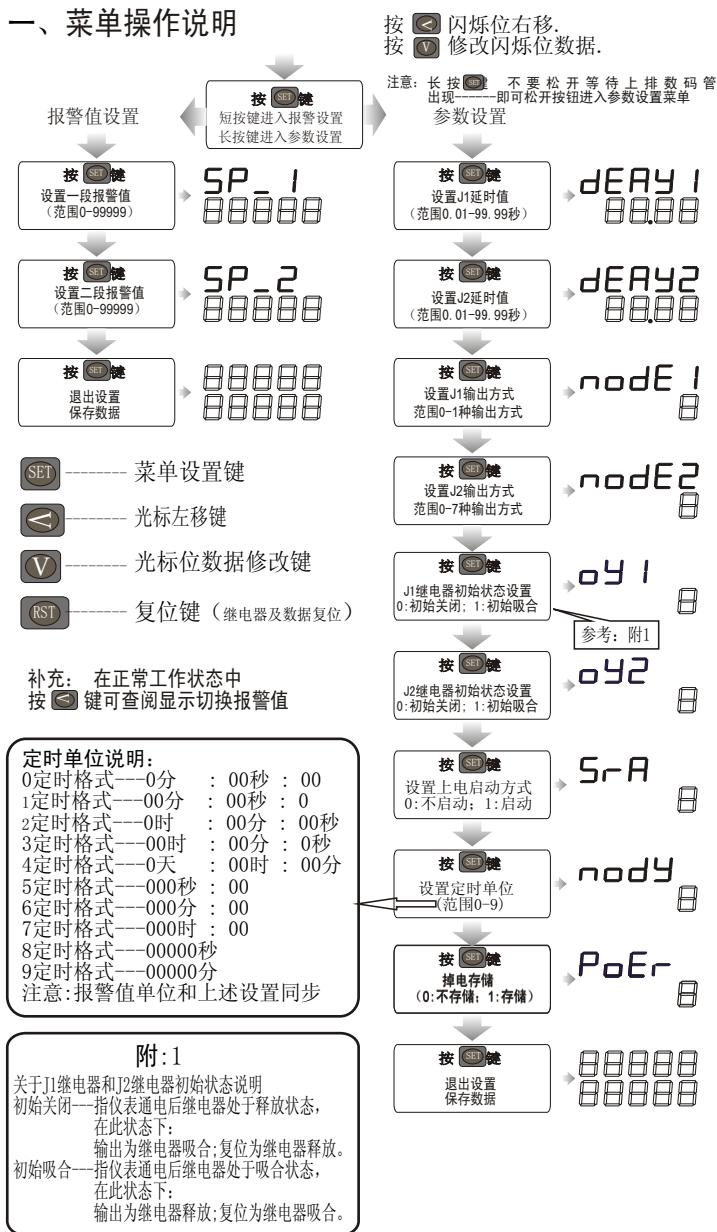 一、菜单操作说明
按 < 闪烁位右移.
按 V 修改闪烁位数据.
注意: 长按 SET 不要松开等待上排数码管
出现------即可松开按钮进入参数设置菜单
按 SET 键
短按键进入报警设置
长按键进入参数设置
报警值设置
按 SET 键
设置一段报警值
(范围0-99999)
SP_1
88888
按 SET 键
设置二段报警值
(范围0-99999)
SP_2
88888
按 SET 键
退出设置
保存数据
88888
88888
SET -------- 菜单设置键
< -------- 光标左移键
V -------- 光标位数据修改键
RST -------- 复位键（继电器及数据复位）
补充: 在正常工作状态中
按 < 键可查阅显示切换报警值
定时单位说明:
0定时格式---0分 : 00秒 : 00
1定时格式---00分 : 00秒 : 0
2定时格式---0时 : 00分 : 00秒
3定时格式---00时 : 00分 : 0秒
4定时格式---0天 : 00时 : 00分
5定时格式---000秒 : 00
6定时格式---000分 : 00
7定时格式---000时 : 00
8定时格式---00000秒
9定时格式---00000分
注意:报警值单位和上述设置同步
附:1
关于J1继电器和J2继电器初始状态说明
初始关闭---指仪表通电后继电器处于释放状态,
在此状态下:
输出为继电器吸合;复位为继电器释放。
初始吸合---指仪表通电后继电器处于吸合状态,
在此状态下:
输出为继电器释放;复位为继电器吸合。
参数设置
按 SET 键
设置J1延时值
(范围0.01-99.99秒)
dEAY1
88.88
按 SET 键
设置J2延时值
(范围0.01-99.99秒)
dEAY2
88.88
按 SET 键
设置J1输出方式
范围0-1种输出方式
nodE1
8
按 SET 键
设置J2输出方式
范围0-7种输出方式
nodE2
8
按 SET 键
J1继电器初始状态设置
0:初始关闭; 1:初始吸合
oY1
8
参考: 附1
按 SET 键
J2继电器初始状态设置
0:初始关闭; 1:初始吸合
oY2
8
按 SET 键
设置上电启动方式
0:不启动; 1:启动
SrA
8
按 SET 键
设置定时单位
(范围0-9)
nodY
8
按 SET 键
掉电存储
（0:不存储; 1:存储）
PoEr
8
按 SET 键
退出设置
保存数据
88888
88888